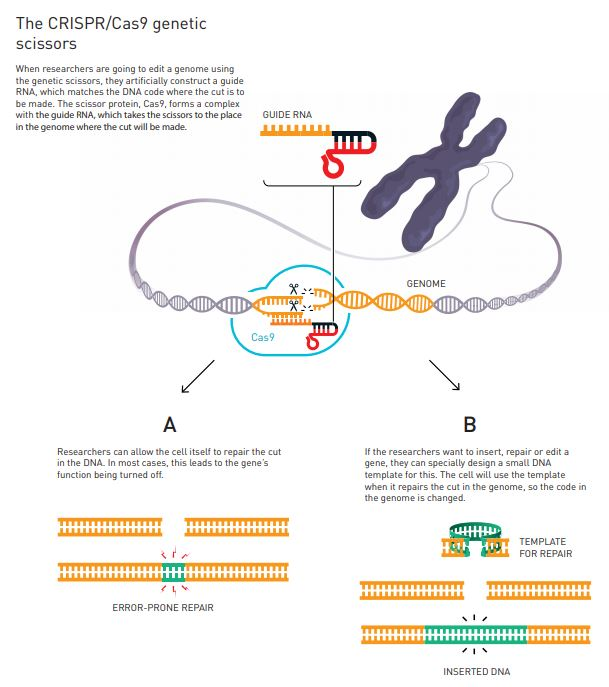 The CRISPR/Cas9 genetic
scissors
When researchers are going to edit a genome using
the genetic scissors, they artificially construct a guide
RNA, which matches the DNA code where the cut is to
be made. The scissor protein, Cas9, forms a complex
with the guide RNA, which takes the scissors to the place
in the genome where the cut will be made.
GUIDE RNA
GENOME
Cas9
A
Researchers can allow the cell itself to repair the cut
in the DNA. In most cases, this leads to the gene's
function being turned off.
ERROR-PRONE REPAIR
B
If the researchers want to insert, repair or edit a
gene, they can specially design a small DNA
template for this. The cell will use the template
when it repairs the cut in the genome, so the code in
the genome is changed.
TEMPLATE
FOR REPAIR
INSERTED DNA